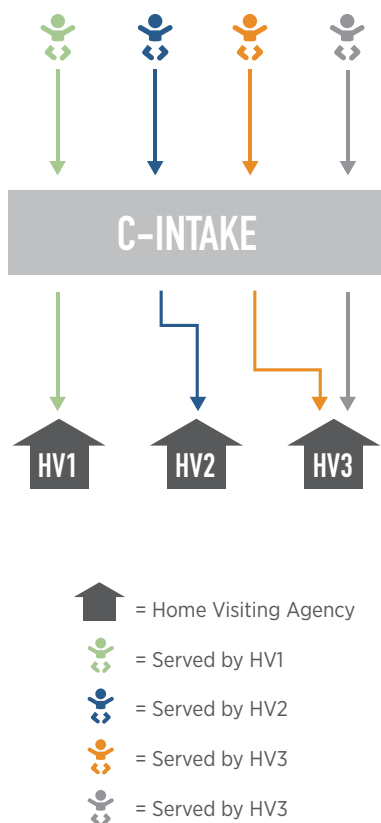 C-INTAKE
HV1 HV2 HV3
= Home Visiting Agency
= Served by HV1
= Served by HV2
= Served by HV3
= Served by HV3